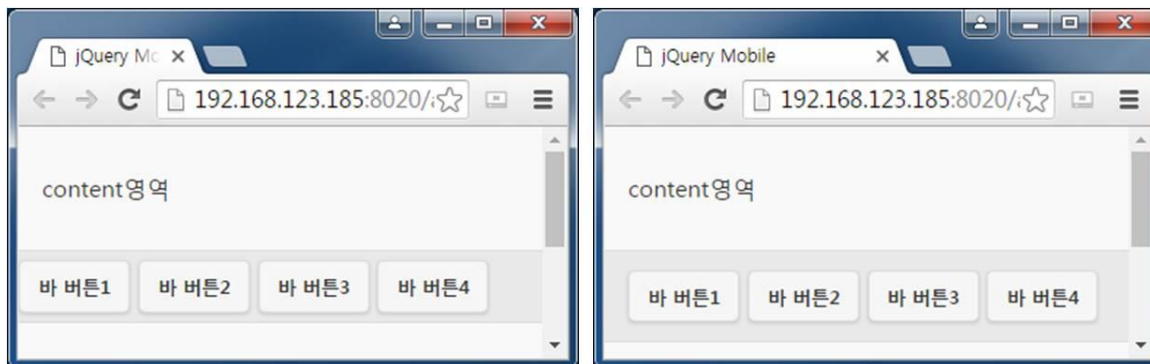 jQuery Mc
192.168.123.185:8020/a
content영역
바 버튼1 바 버튼2 바 버튼3 바 버튼4
jQuery Mobile
192.168.123.185:8020/a
content영역
바 버튼1 바 버튼2 바 버튼3 바 버튼4